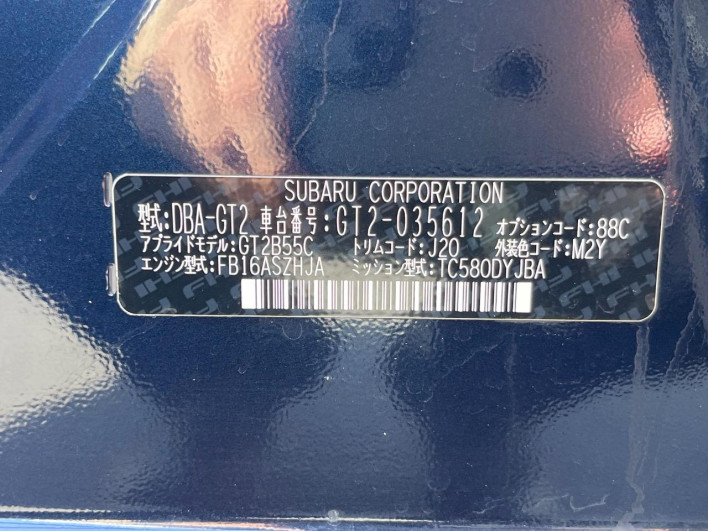 SUBARU CORPORATION
型式:DBA-GT2 車台番号:GT2-035612 オプションコード:88C
アプライドモデル:GT2B55C トリムコード:J20 外装色コード:M2Y
エンジン型式:FB16ASZHJA ミッション型式:TC580DYJBA